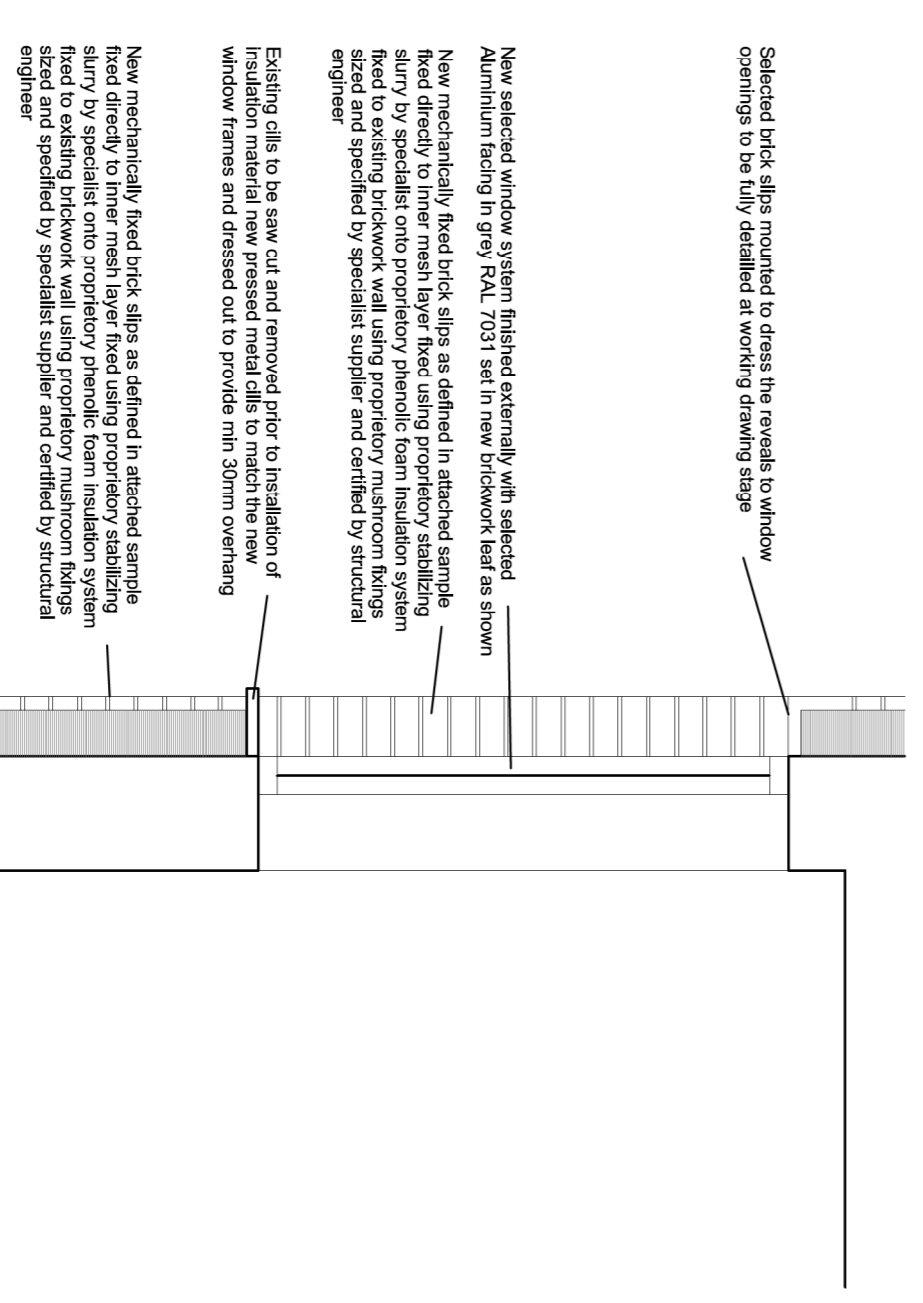 Selected brick slips mounted to dress the reveals to window
openings to be fully detailled at working drawing stage
New selected window system finished externally with selected
Aluminium facing in grey RAL 7031 set in new brickwork leaf as shown
New mechanically fixed brick slips as defined in attached sample
fixed directly to inner mesh layer fixed using proprietory stabilizing
slurry by specialist onto proprietory phenolic foam insulation system
fixed to existing brickwork wall using proprietory mushroom fixings
sized and specified by specialist supplier and certified by structural
engineer
Existing cills to be saw cut and removed prior to installation of
insulation material new pressed metal cills to match the new
window frames and dressed out to provide min 30mm overhang
New mechanically fixed brick slips as defined in attached sample
fixed directly to inner mesh layer fixed using proprietory stabilizing
slurry by specialist onto proprietory phenolic foam insulation system
fixed to existing brickwork wall using proprietory mushroom fixings
sized and specified by specialist supplier and certified by structural
engineer